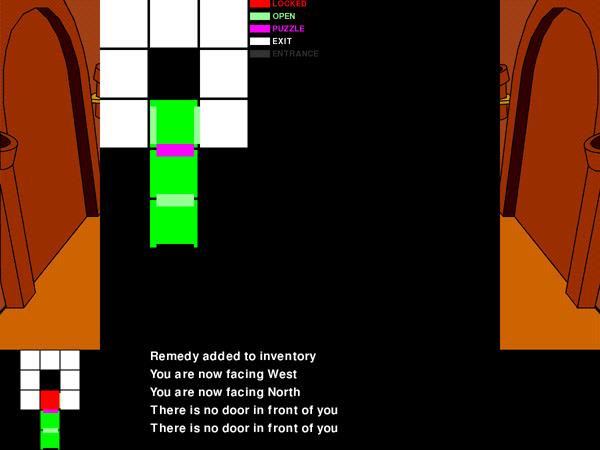 LOCKED
OPEN
PUZZLE
EXIT
ENTRANCE
Remedy added to inventory
You are now facing West
You are now facing North
There is no door in front of you
There is no door in front of you